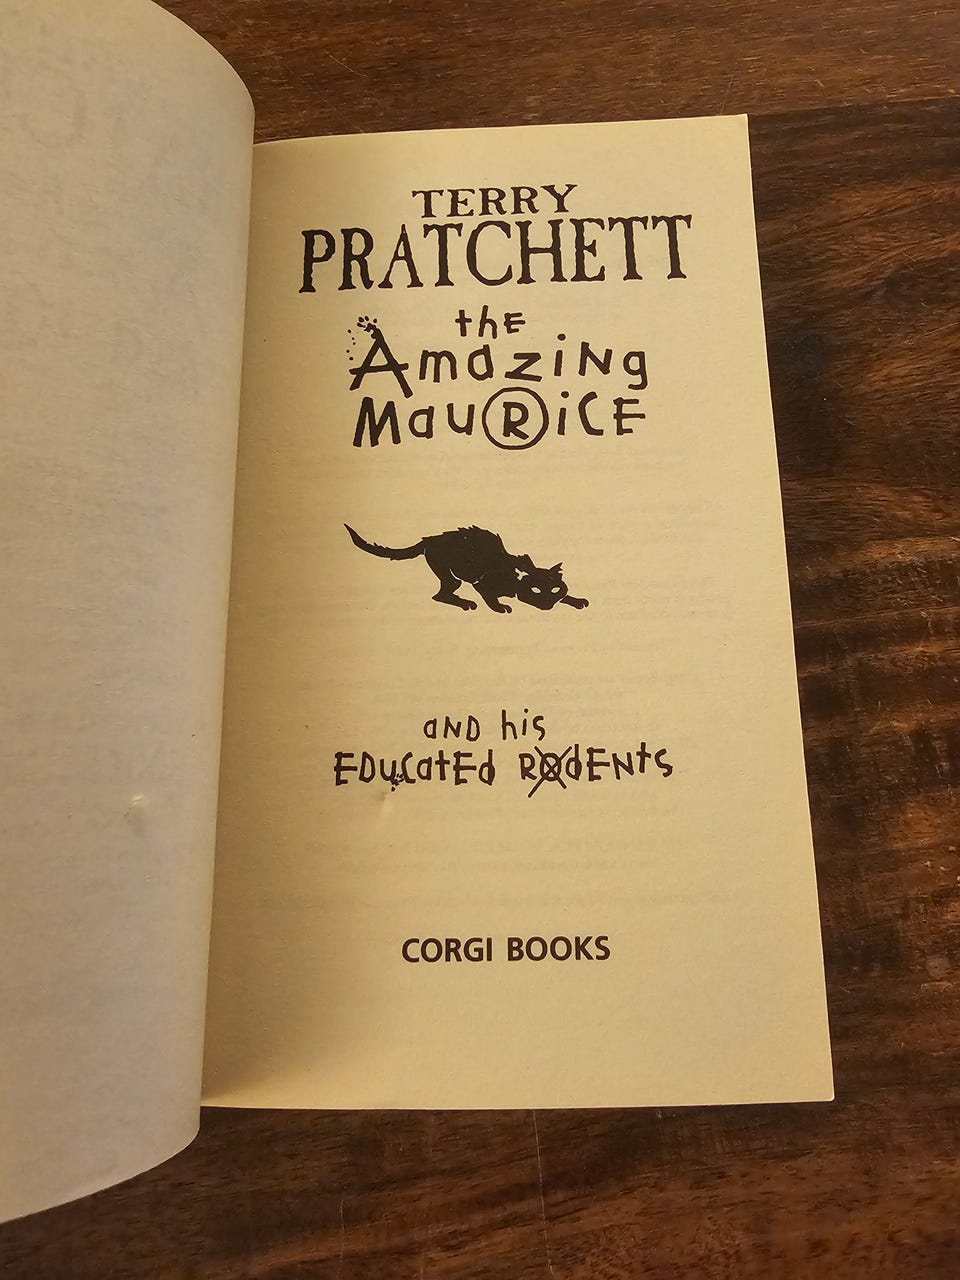 TERRY
PRATCHETT
the
AmaziNg
MauRiCE
aND his
EDuCatEd RodENts
CORGI BOOKS